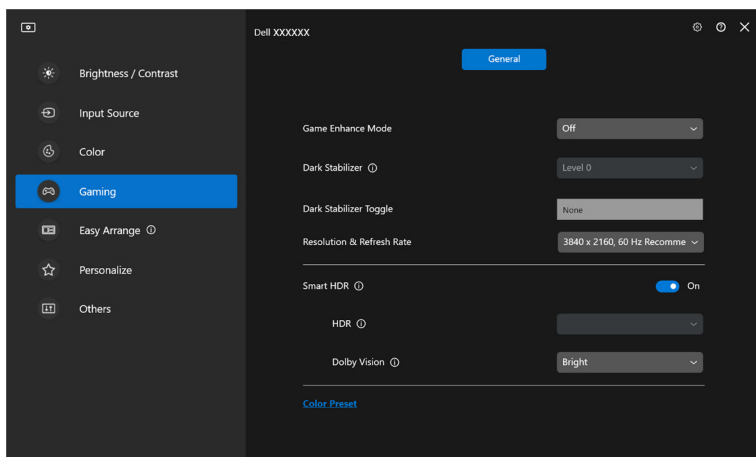 Dell XXXXXX
General
Brightness / Contrast
Input Source
Color
Gaming
Easy Arrange
Personalize
Others
Game Enhance Mode Off
Dark Stabilizer Level 0
Dark Stabilizer Toggle None
Resolution & Refresh Rate 3840 x 2160, 60 Hz Recomme
Smart HDR On
HDR
Dolby Vision Bright
Color Preset